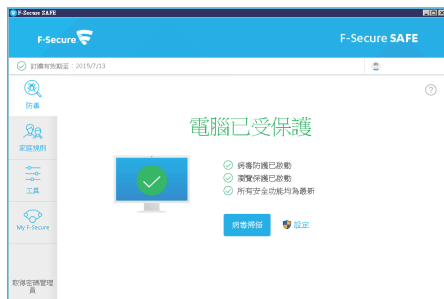 F-Secure SAFE
F-Secure
F-Secure SAFE
訂購有效期至：2019/7/13
防毒
電腦已受保護
家庭規則
病毒防護已啟動
瀏覽保護已啟動
所有安全功能均為最新
工具
病毒掃描
設定
My F-Secure
取得密碼管理
員